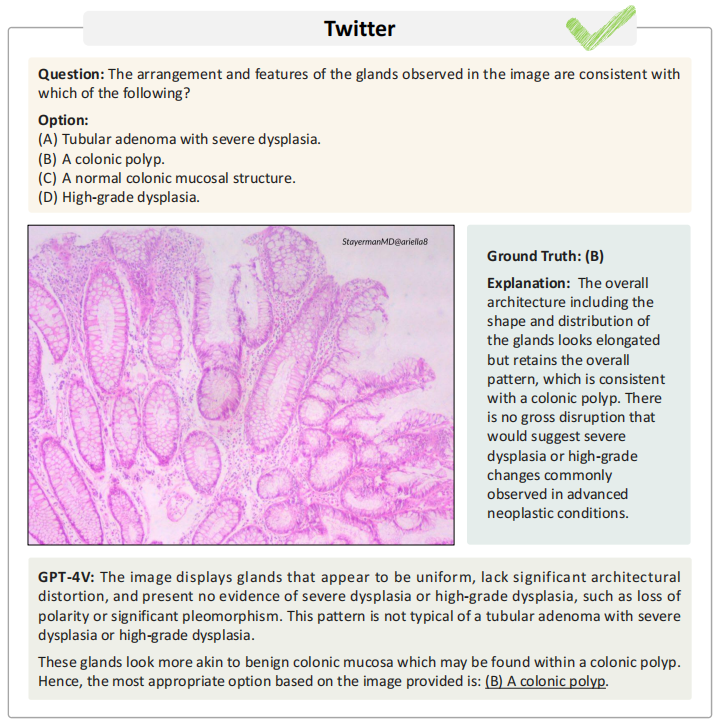 Twitter
Question: The arrangement and features of the glands observed in the image are consistent with
which of the following?
Option:
(A) Tubular adenoma with severe dysplasia.
(B) A colonic polyp.
(C) A normal colonic mucosal structure.
(D) High-grade dysplasia.
StayermanMD@ariella8
Ground Truth: (B)
Explanation: The overall
architecture including the
shape and distribution of
the glands looks elongated
but retains the overall
pattern, which is consistent
with a colonic polyp. There
is no gross disruption that
would suggest severe
dysplasia or high-grade
changes commonly
observed in advanced
neoplastic conditions.
GPT-4V: The image displays glands that appear to be uniform, lack significant architectural
distortion, and present no evidence of severe dysplasia or high-grade dysplasia, such as loss of
polarity or significant pleomorphism. This pattern is not typical of a tubular adenoma with severe
dysplasia or high-grade dysplasia.
These glands look more akin to benign colonic mucosa which may be found within a colonic polyp.
Hence, the most appropriate option based on the image provided is: (B) A colonic polyp.